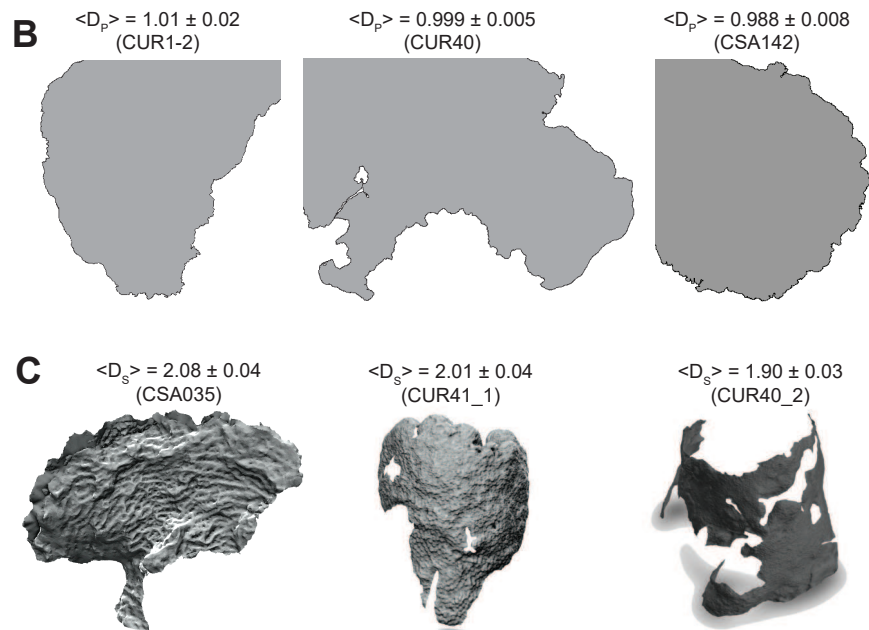 B
<D_P> = 1.01 ± 0.02
(CUR1-2)
<D_P> = 0.999 ± 0.005
(CUR40)
<D_P> = 0.988 ± 0.008
(CSA142)
C
<D_S> = 2.08 ± 0.04
(CSA035)
<D_S> = 2.01 ± 0.04
(CUR41_1)
<D_S> = 1.90 ± 0.03
(CUR40_2)